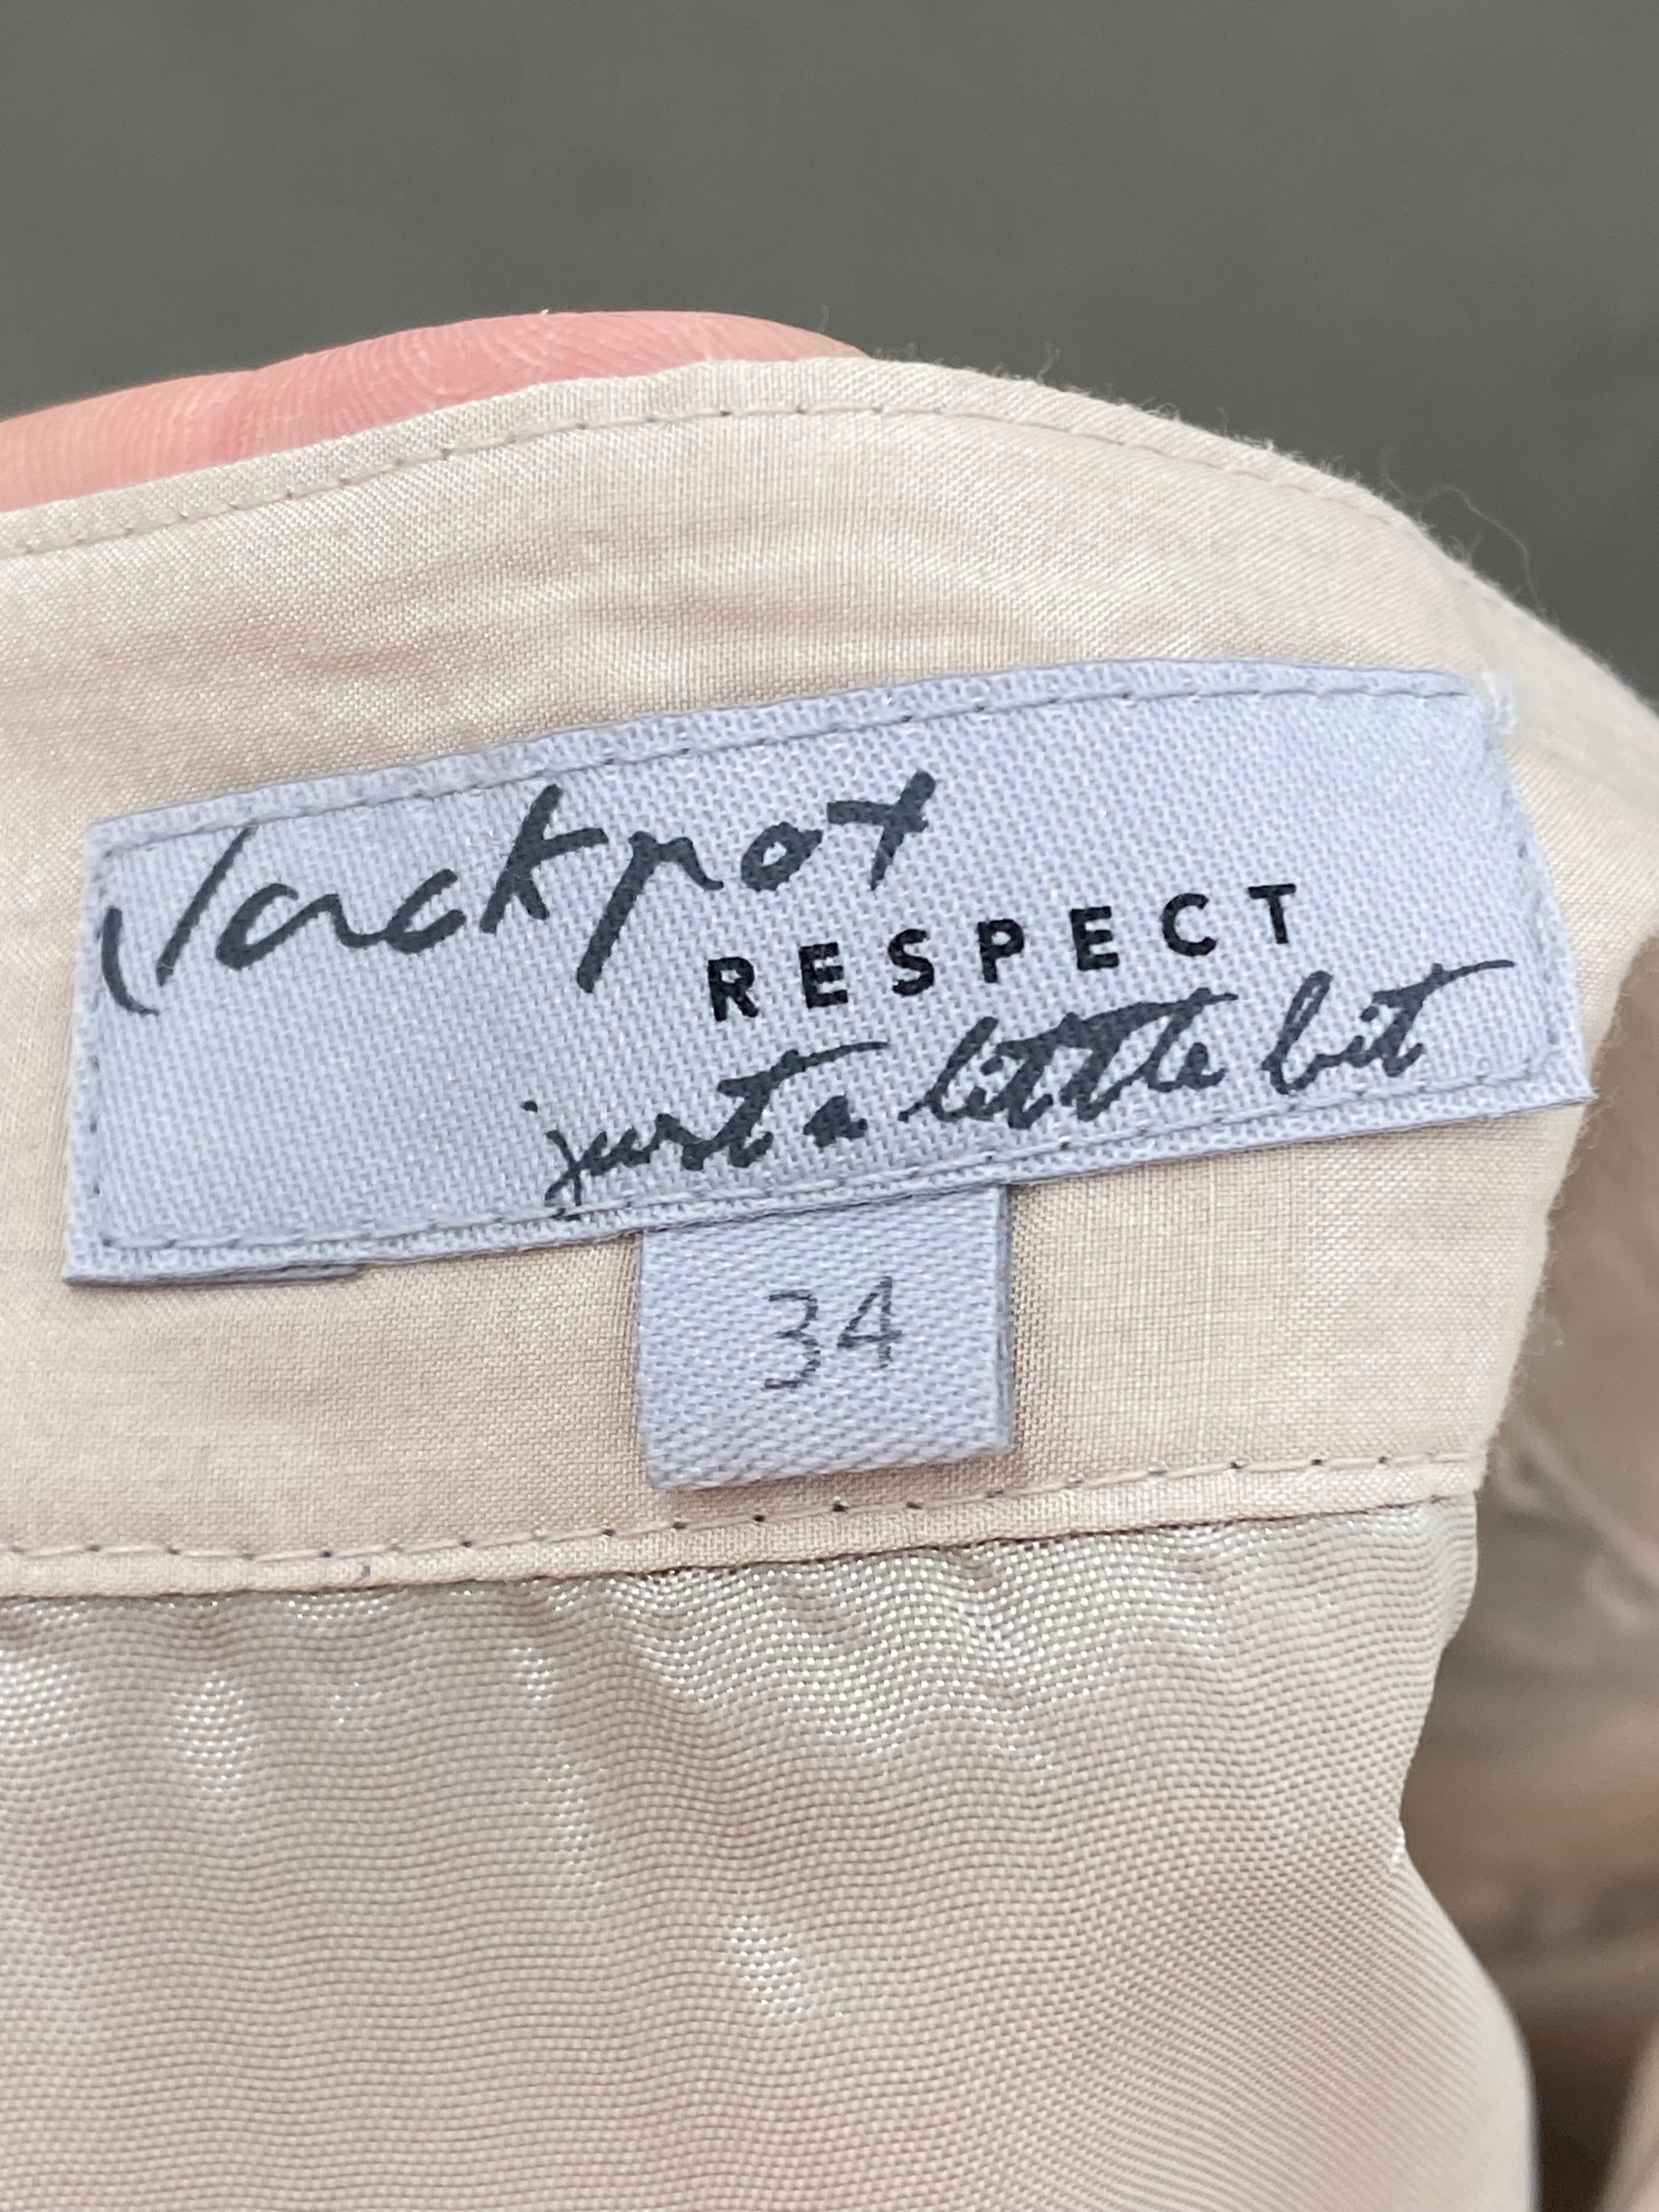 Jackpot
RESPECT
just a little bit
34